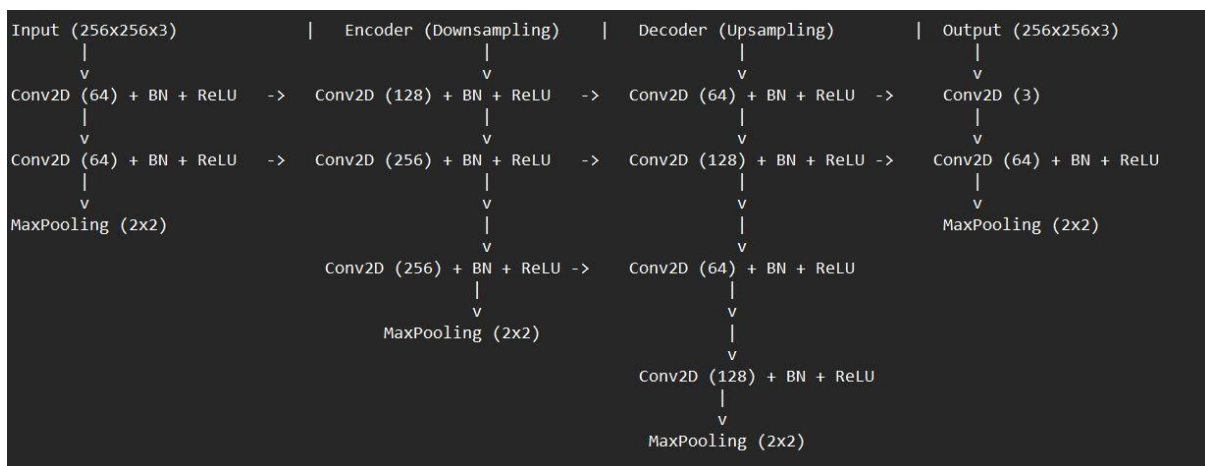 Input (256x256x3) | Encoder (Downsampling) | Decoder (Upsampling) | Output (256x256x3)
| | | |
v v v v
Conv2D (64) + BN + ReLU -> Conv2D (128) + BN + ReLU -> Conv2D (64) + BN + ReLU -> Conv2D (3)
| | | |
v v v v
Conv2D (64) + BN + ReLU -> Conv2D (256) + BN + ReLU -> Conv2D (128) + BN + ReLU -> Conv2D (64) + BN + ReLU
| | | |
v v v v
MaxPooling (2x2) | | MaxPooling (2x2)
v v
Conv2D (256) + BN + ReLU -> Conv2D (64) + BN + ReLU
| |
v v
MaxPooling (2x2) |
v
Conv2D (128) + BN + ReLU
|
v
MaxPooling (2x2)